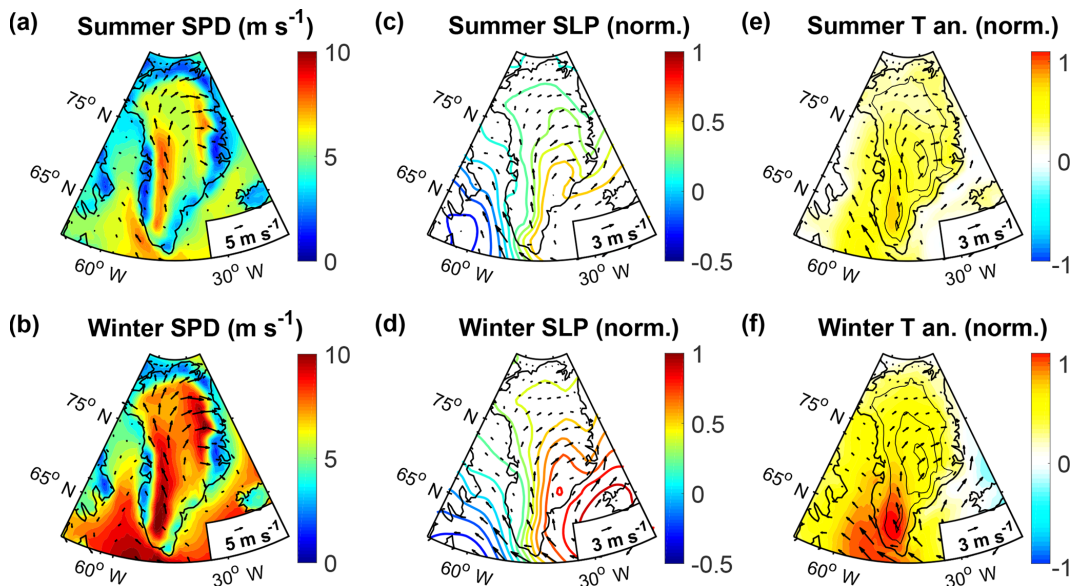 (a) Summer SPD (m s⁻¹)
10
5
0
75° N
65° N
60° W
30° W
5 m s⁻¹
(c) Summer SLP (norm.)
1
0.5
0
-0.5
75° N
65° N
60° W
30° W
3 m s⁻¹
(e) Summer T an. (norm.)
1
0
-1
75° N
65° N
60° W
30° W
3 m s⁻¹
(b) Winter SPD (m s⁻¹)
10
5
0
75° N
65° N
60° W
30° W
5 m s⁻¹
(d) Winter SLP (norm.)
1
0.5
0
-0.5
75° N
65° N
60° W
30° W
3 m s⁻¹
(f) Winter T an. (norm.)
1
0
-1
75° N
65° N
60° W
30° W
3 m s⁻¹